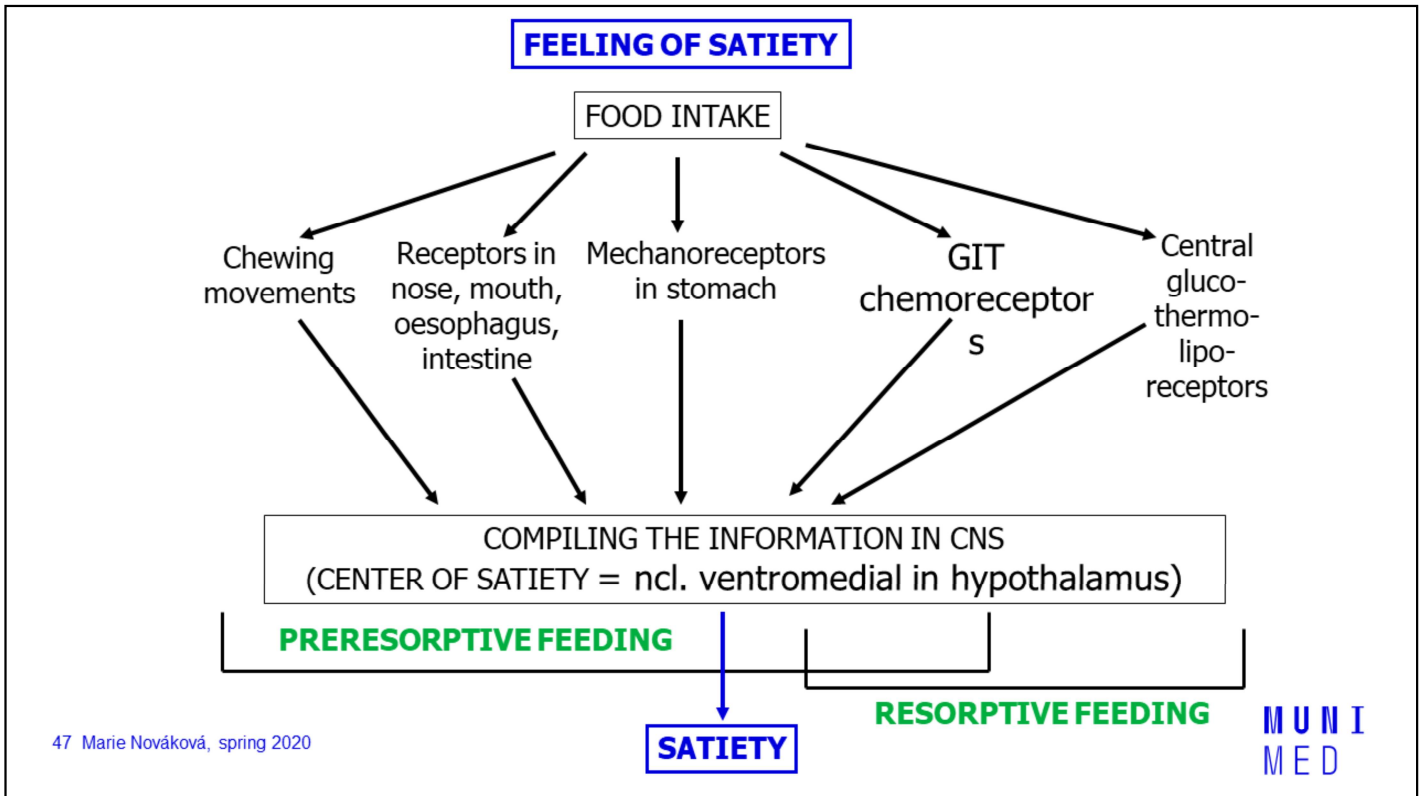 FEELING OF SATIETY
FOOD INTAKE
Chewing
movements
Receptors in
nose, mouth,
oesophagus,
intestine
Mechanoreceptors
in stomach
GIT
chemoreceptor
s
Central
gluco-
thermo-
lipo-
receptors
COMPILING THE INFORMATION IN CNS
(CENTER OF SATIETY = ncl. ventromedial in hypothalamus)
PRERESORPTIVE FEEDING
RESORPTIVE FEEDING
SATIETY
47 Marie Nováková, spring 2020
MUNI
MED